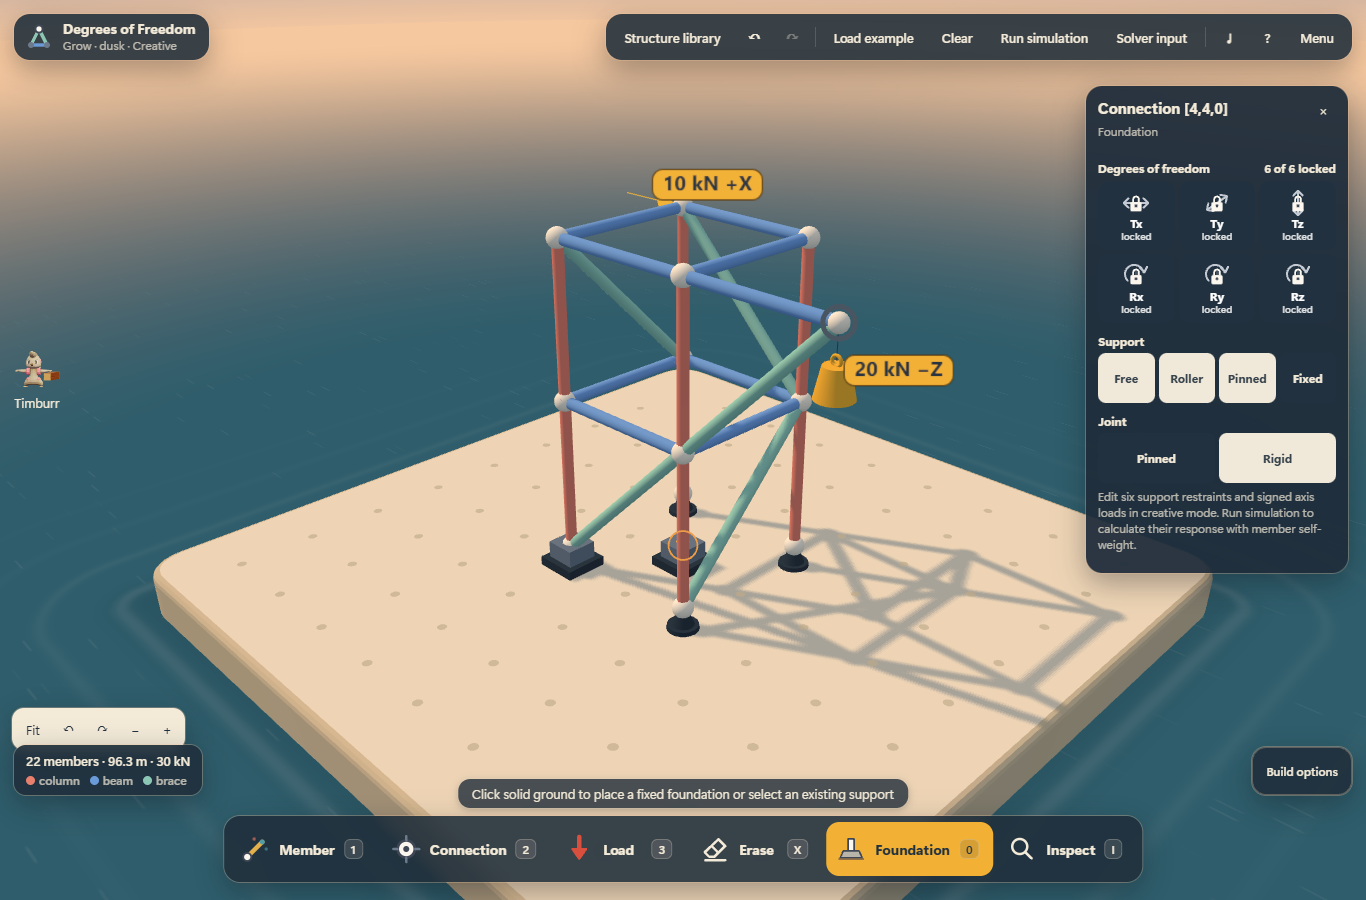 Degrees of Freedom
Grow · dusk · Creative
Structure library
Load example
Clear
Run simulation
Solver input
?
Menu
Connection [4,4,0]
×
Foundation
Degrees of freedom
6 of 6 locked
Tx
locked
Ty
locked
Tz
locked
Rx
locked
Ry
locked
Rz
locked
Support
Free
Roller
Pinned
Fixed
Joint
Pinned
Rigid
Edit six support restraints and signed axis
loads in creative mode. Run simulation to
calculate their response with member self-
weight.
10 kN +X
20 kN −Z
Timburr
Fit
−
+
22 members · 96.3 m · 30 kN
column
beam
brace
Build options
Click solid ground to place a fixed foundation or select an existing support
Member 1
Connection 2
Load 3
Erase X
Foundation 0
Inspect I